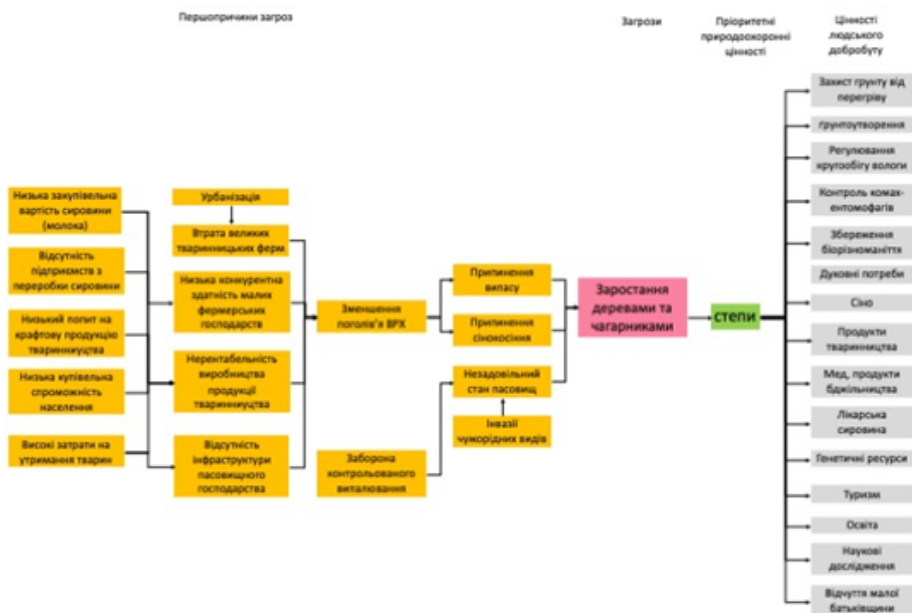 Першопричини загроз
Загрози
Пріоритетні
природоохоронні
цінності
Цінності
людського
добробуту
Низька закупівельна
вартість сировини
(молока)
Відсутність
підприємств з
переробки сировини
Низький попит на
крафтову продукцію
тваринництва
Низька купівельна
спроможність
населення
Високі затрати на
утримання тварин
Урбанізація
Втрата великих
тваринницьких ферм
Низька конкурентна
здатність малих
фермерських
господарств
Нерентабельність
виробництва
продукції
тваринництва
Відсутність
інфраструктури
пасовищного
господарства
Зменшення
поголів'я ВРХ
Заборона
контрольованого
випалювання
Припинення
випасу
Припинення
сінокосіння
Незадовільний
стан пасовищ
Інвазії
чужорідних видів
Заростання
деревами та
чагарниками
степи
Захист грунту від
перегріву
ґрунтоутворення
Регулювання
кругообігу вологи
Контроль комах-
ентомофагів
Збереження
біорізноманіття
Духовні потреби
Сіно
Продукти
тваринництва
Мед, продукти
бджільництва
Лікарська
сировина
Генетичні ресурси
Туризм
Освіта
Наукові
дослідження
Відчуття малої
батьківщини